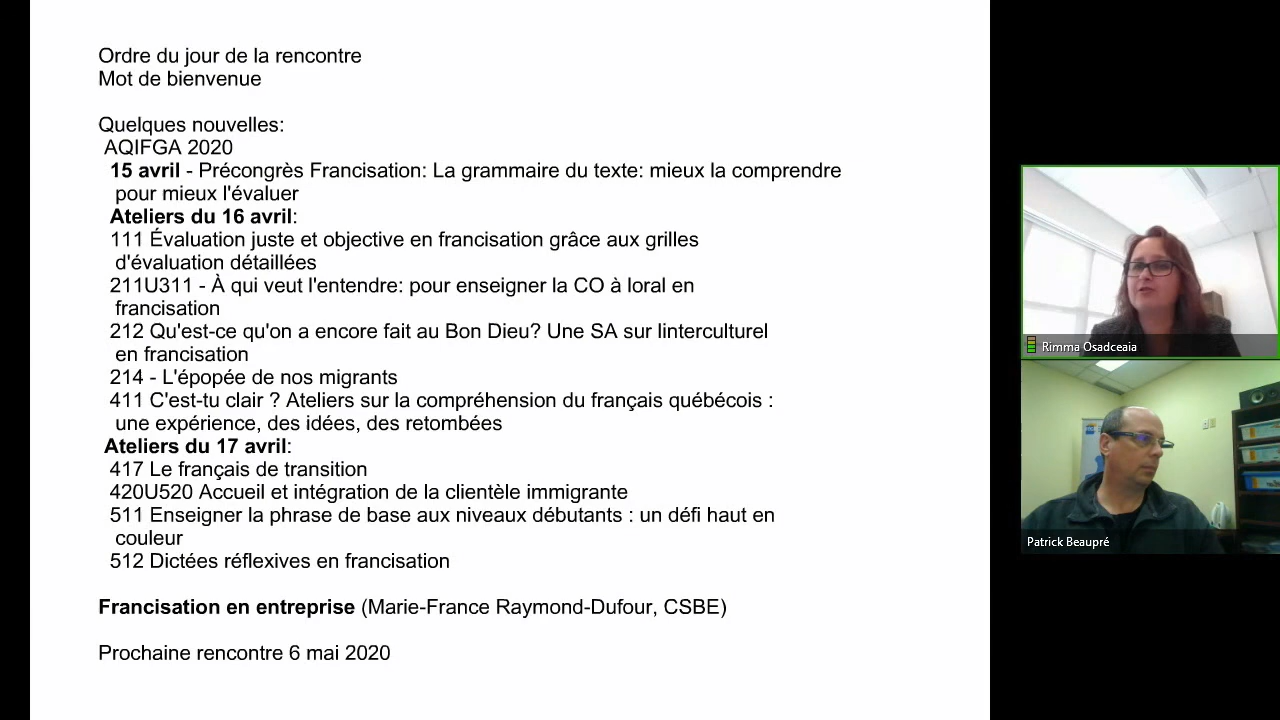 Ordre du jour de la rencontre
Mot de bienvenue
Quelques nouvelles:
AQIFGA 2020
15 avril - Précongrès Francisation: La grammaire du texte: mieux la comprendre
pour mieux l'évaluer
Ateliers du 16 avril:
111 Évaluation juste et objective en francisation grâce aux grilles
d'évaluation détaillées
211U311 - À qui veut l'entendre: pour enseigner la CO à loral en
francisation
212 Qu'est-ce qu'on a encore fait au Bon Dieu? Une SA sur linterculturel
en francisation
214 - L'épopée de nos migrants
411 C'est-tu clair ? Ateliers sur la compréhension du français québécois :
une expérience, des idées, des retombées
Ateliers du 17 avril:
417 Le français de transition
420U520 Accueil et intégration de la clientèle immigrante
511 Enseigner la phrase de base aux niveaux débutants : un défi haut en
couleur
512 Dictées réflexives en francisation
Francisation en entreprise (Marie-France Raymond-Dufour, CSBE)
Prochaine rencontre 6 mai 2020
Rimma Osadceaia
Patrick Beaupré